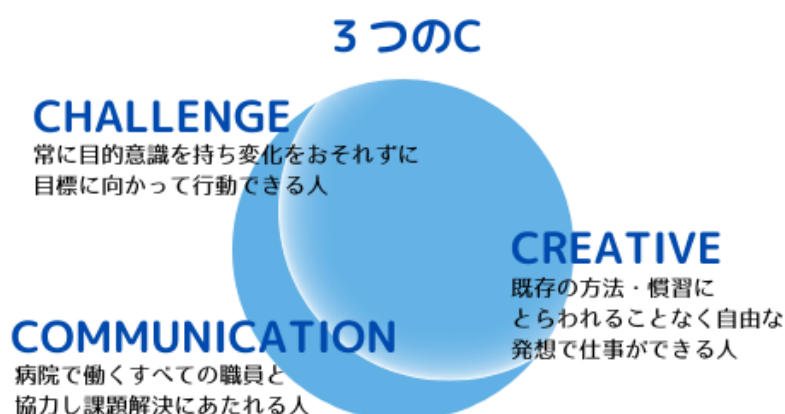 ３つのC
CHALLENGE
常に目的意識を持ち変化をおそれずに
目標に向かって行動できる人
CREATIVE
既存の方法・慣習に
とらわれることなく自由な
発想で仕事ができる人
COMMUNICATION
病院で働くすべての職員と
協力し課題解決にあたれる人